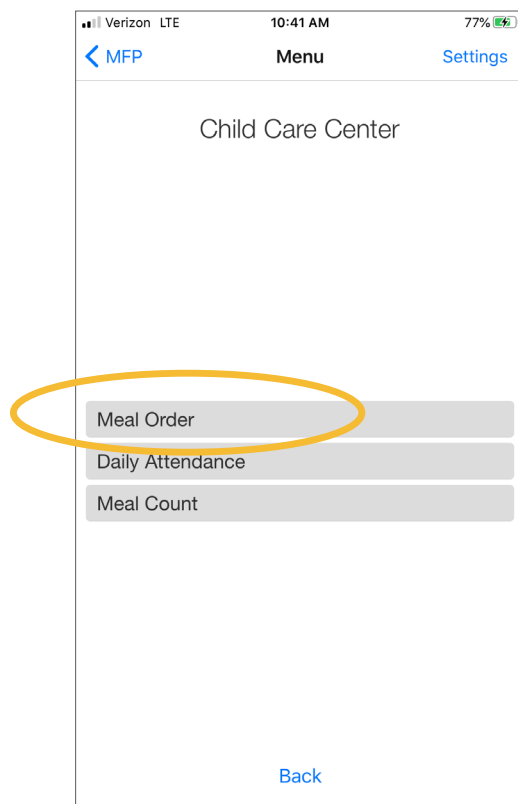 Verizon LTE 10:41 AM 77%
MFP Menu Settings
Child Care Center
Meal Order
Daily Attendance
Meal Count
Back